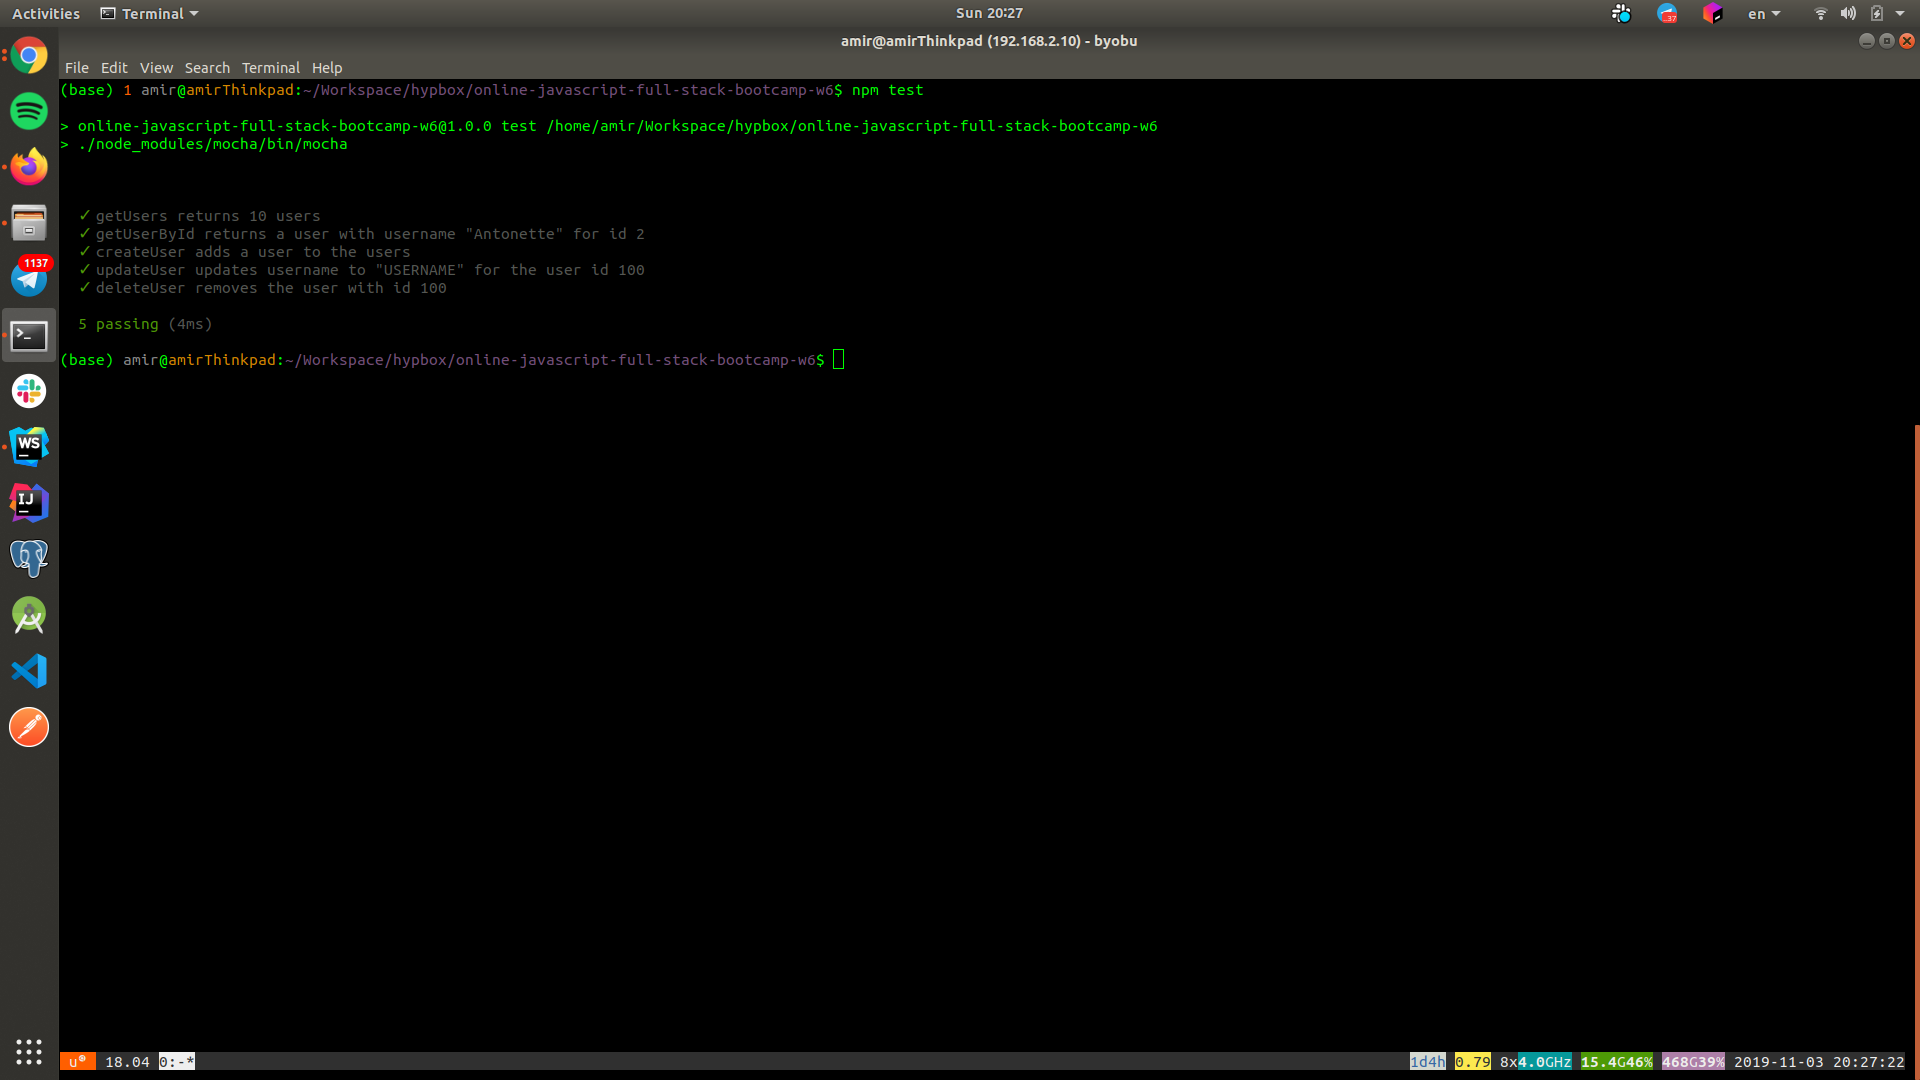 Activities Terminal Sun 20:27 37 en
amir@amirThinkpad (192.168.2.10) - byobu
File Edit View Search Terminal Help
(base) 1 amir@amirThinkpad:~/Workspace/hypbox/online-javascript-full-stack-bootcamp-w6$ npm test
> online-javascript-full-stack-bootcamp-w6@1.0.0 test /home/amir/Workspace/hypbox/online-javascript-full-stack-bootcamp-w6
> ./node_modules/mocha/bin/mocha
✓ getUsers returns 10 users
✓ getUserById returns a user with username "Antonette" for id 2
✓ createUser adds a user to the users
✓ updateUser updates username to "USERNAME" for the user id 100
✓ deleteUser removes the user with id 100
5 passing (4ms)
(base) amir@amirThinkpad:~/Workspace/hypbox/online-javascript-full-stack-bootcamp-w6$
1137
WS
IJ
u 18.04 0:-* 1d4h 0.79 8x4.0GHz 15.4G46% 468G39% 2019-11-03 20:27:22